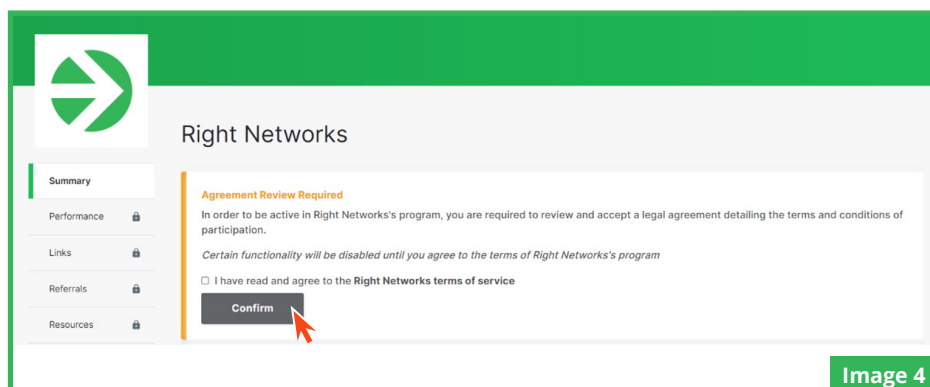 Right Networks
Summary
Performance
Links
Referrals
Resources
Agreement Review Required
In order to be active in Right Networks's program, you are required to review and accept a legal agreement detailing the terms and conditions of
participation.
Certain functionality will be disabled until you agree to the terms of Right Networks's program
I have read and agree to the Right Networks terms of service
Confirm
Image 4